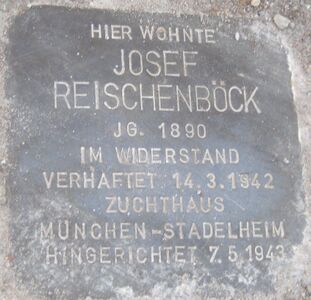 HIER WOHNTE
JOSEF
REISCHENBÖCK
JG. 1890
IM WIDERSTAND
VERHAFTET 14.3.1942
ZUCHTHAUS
MÜNCHEN-STADELHEIM
HINGERICHTET 7.5.1943